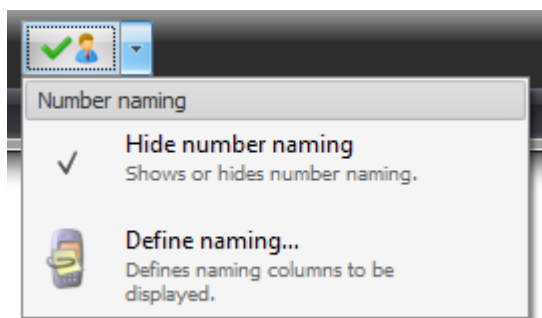 Number naming
Hide number naming
Shows or hides number naming.
Define naming...
Defines naming columns to be
displayed.